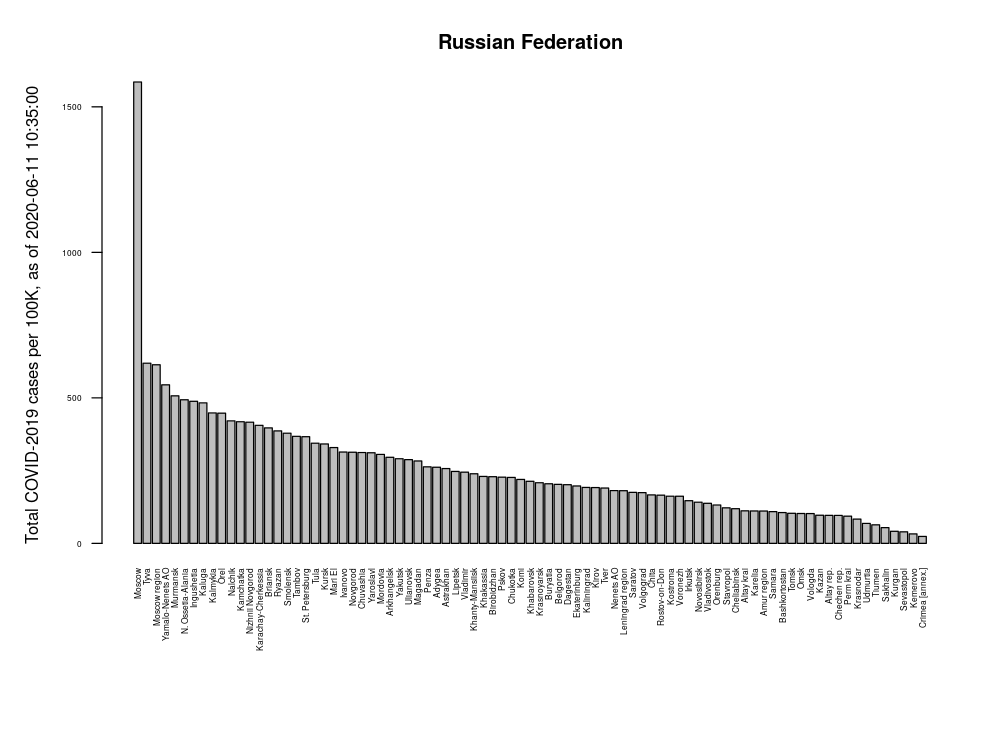 Russian Federation
Total COVID-2019 cases per 100K, as of 2020-06-11 10:35:00
1500
1000
500
0
Moscow
Tyva
Moscow region
Yamalo-Nenets AO
Murmansk
N. Ossetia-Alania
Ingushetia
Kaluga
Kalmykia
Orel
Nalchik
Kamchatka
Nizhnii Novgorod
Karachay-Cherkessia
Briansk
Ryazan
Smolensk
Tambov
St. Petersburg
Tula
Kursk
Mari El
Ivanovo
Novgorod
Chuvashia
Yaroslavl
Mordovia
Arkhangelsk
Yakutsk
Ulianovsk
Magadan
Penza
Adygea
Astrakhan
Lipetsk
Vladimir
Khanty-Mansiisk
Khakassia
Birobidzhan
Pskov
Chukotka
Komi
Khabarovsk
Krasnoyarsk
Buryatia
Belgorod
Dagestan
Ekaterinburg
Kaliningrad
Kirov
Tver
Nenets AO
Leningrad region
Saratov
Volgograd
Chita
Rostov-on-Don
Kostroma
Voronezh
Irkutsk
Novosibirsk
Vladivostok
Orenburg
Stavropol
Cheliabinsk
Altay krai
Karelia
Amur region
Samara
Bashkortostan
Tomsk
Omsk
Vologda
Kazan
Altay rep.
Chechen rep.
Perm krai
Krasnodar
Udmurtia
Tiumen
Sakhalin
Kurgan
Sevastopol
Kemerovo
Crimea [annex.]